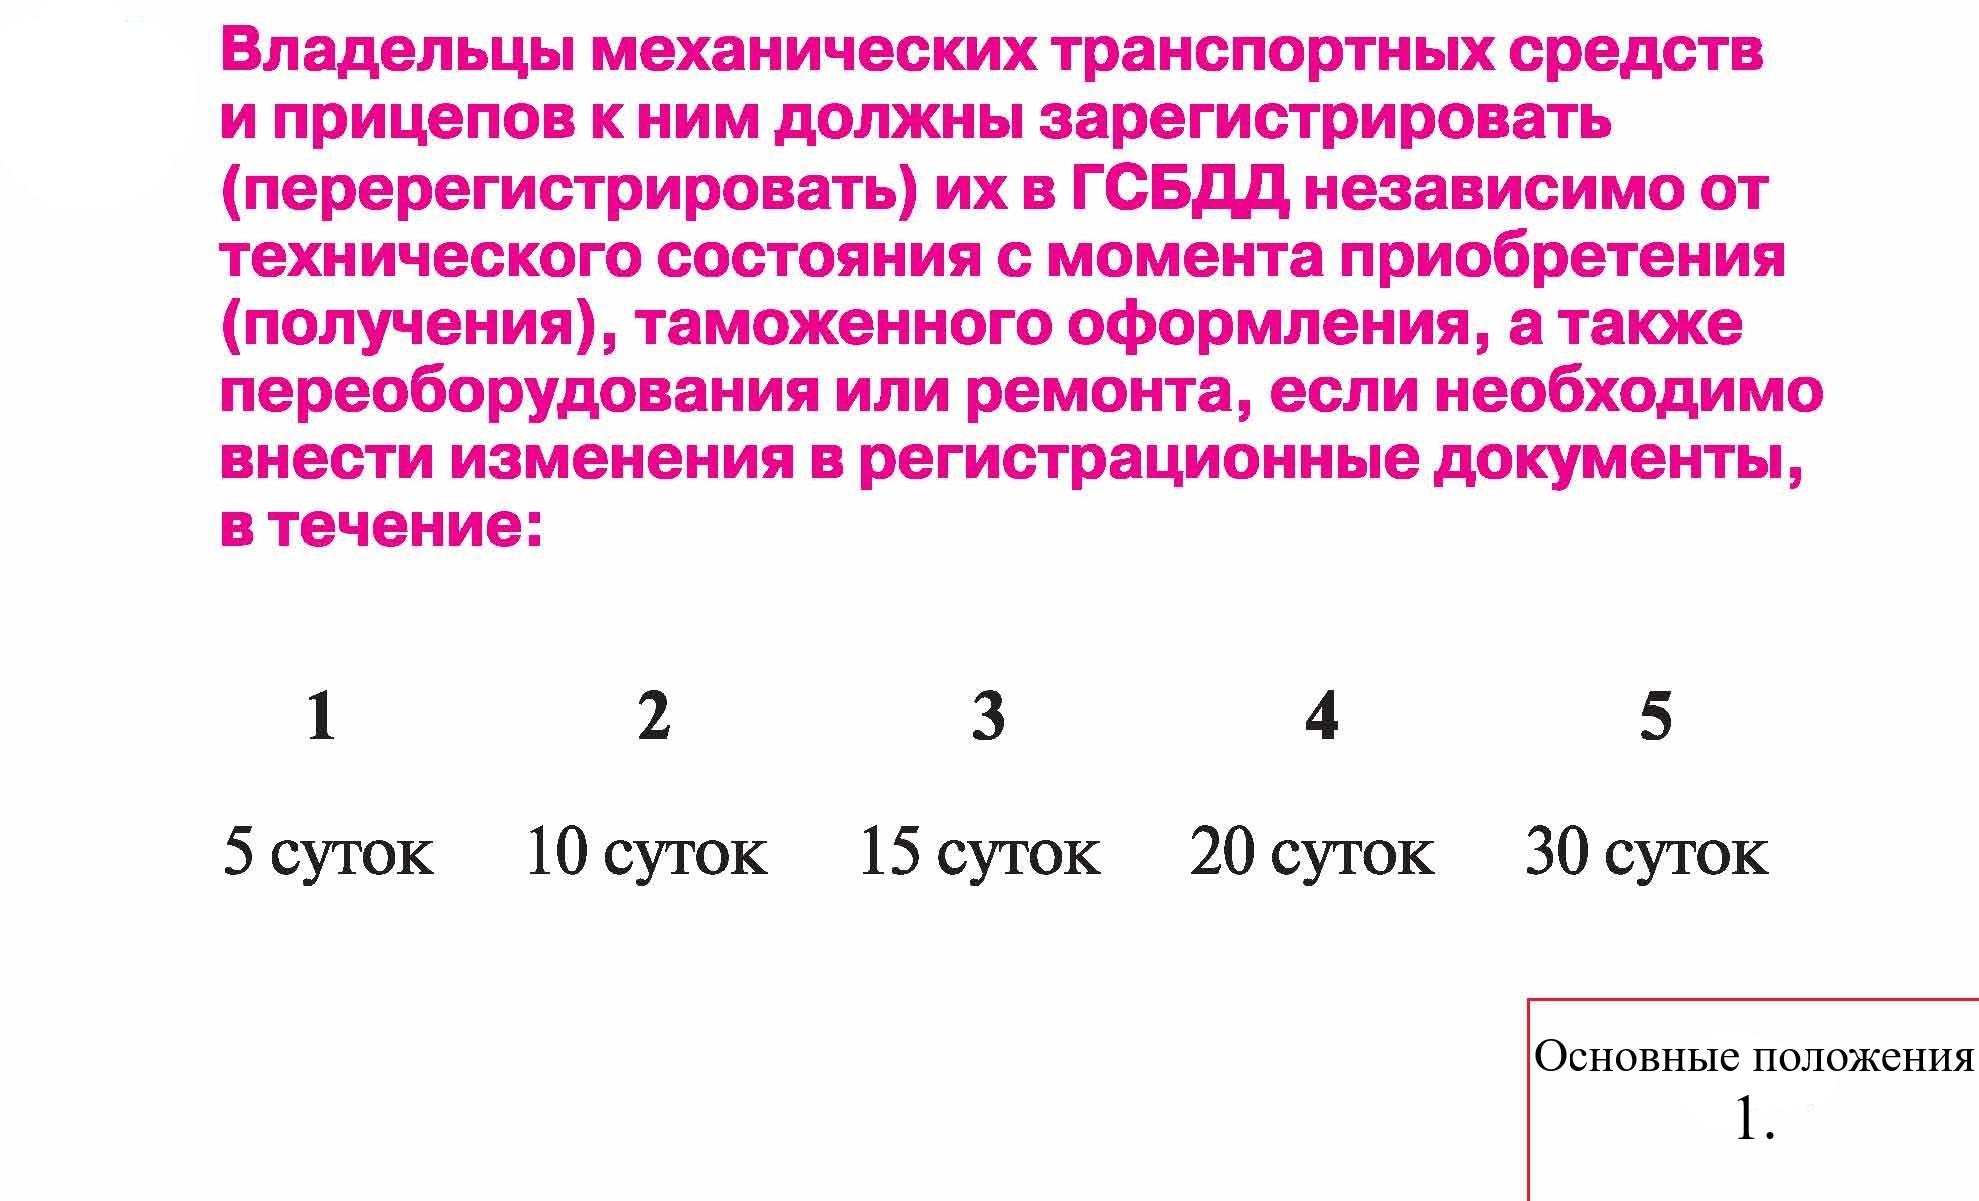 Владельцы механических транспортных средств
и прицепов к ним должны зарегистрировать
(перерегистрировать) их в ГСБДД независимо от
технического состояния с момента приобретения
(получения), таможенного оформления, а также
переоборудования или ремонта, если необходимо
внести изменения в регистрационные документы,
в течение:
1 2 3 4 5
5 суток 10 суток 15 суток 20 суток 30 суток
Основные положения
1.